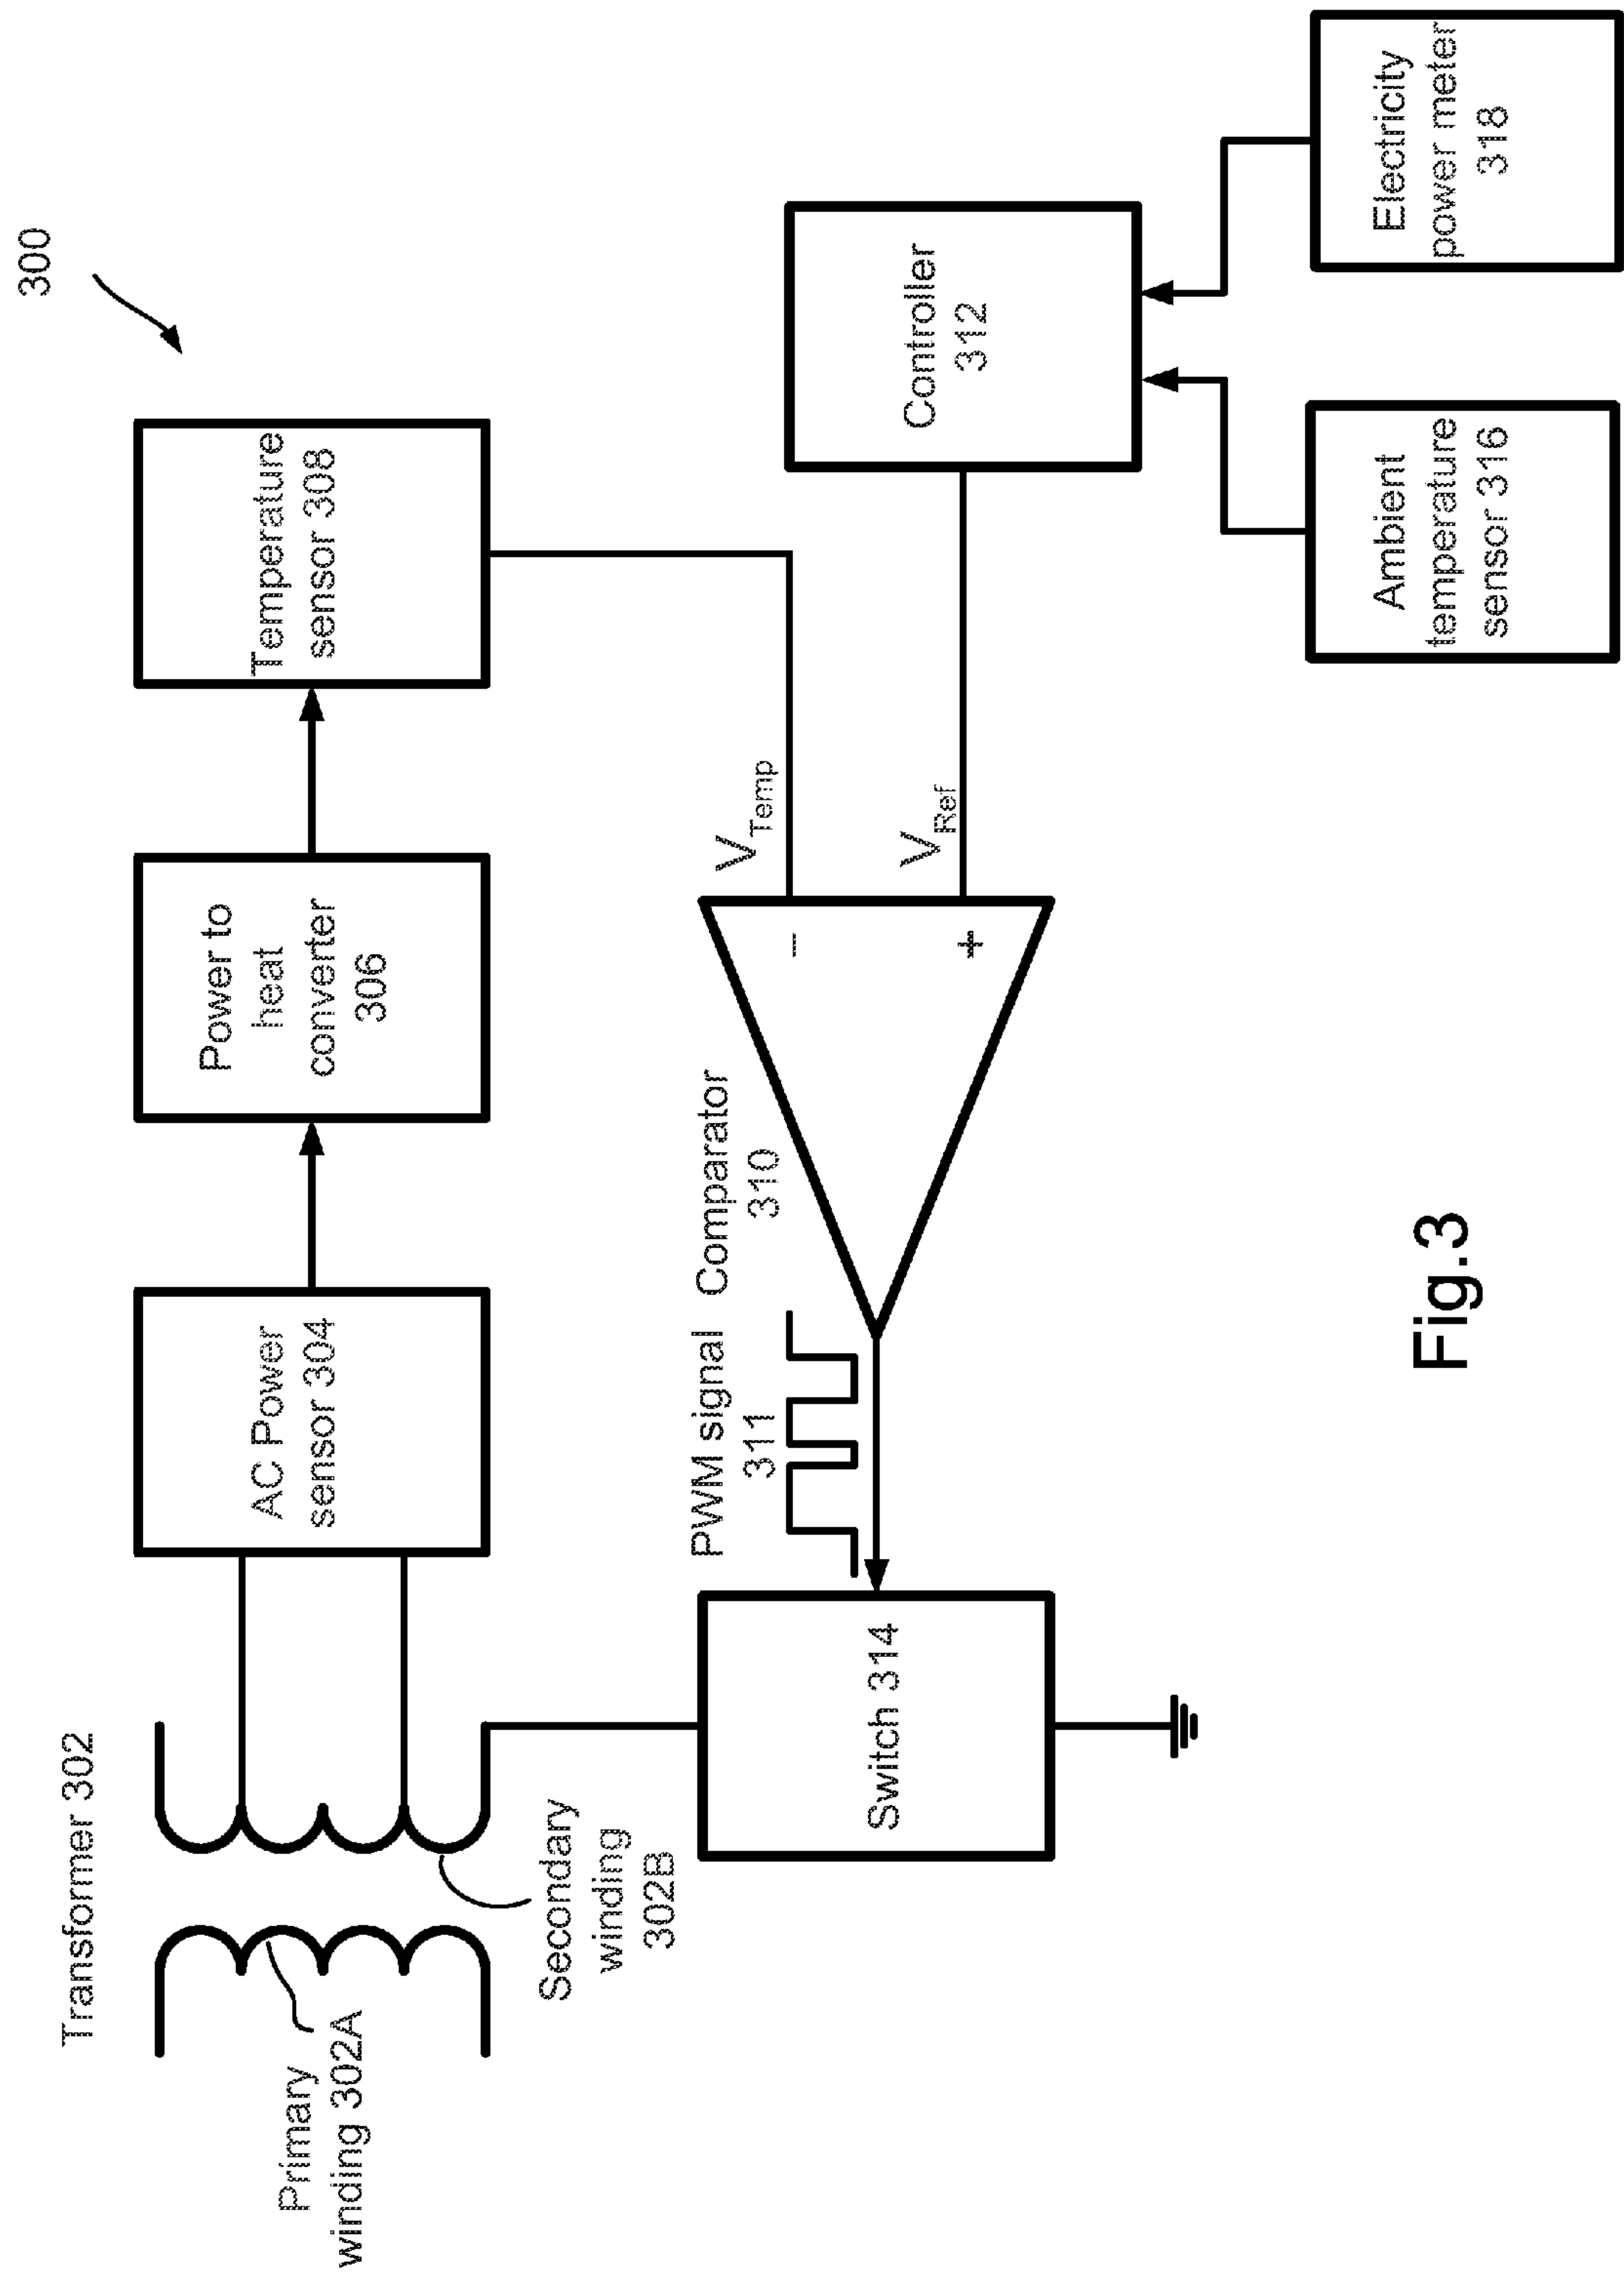 300
Transformer 302
Primary
winding 302A
Secondary
winding
302B
AC Power
sensor 304
Power to
heat
converter
306
Temperature
sensor 308
Switch 314
PWM signal
311
Comparator
310
–
+
VTemp
VRef
Controller
312
Ambient
temperature
sensor 316
Electricity
power meter
318
Fig.3